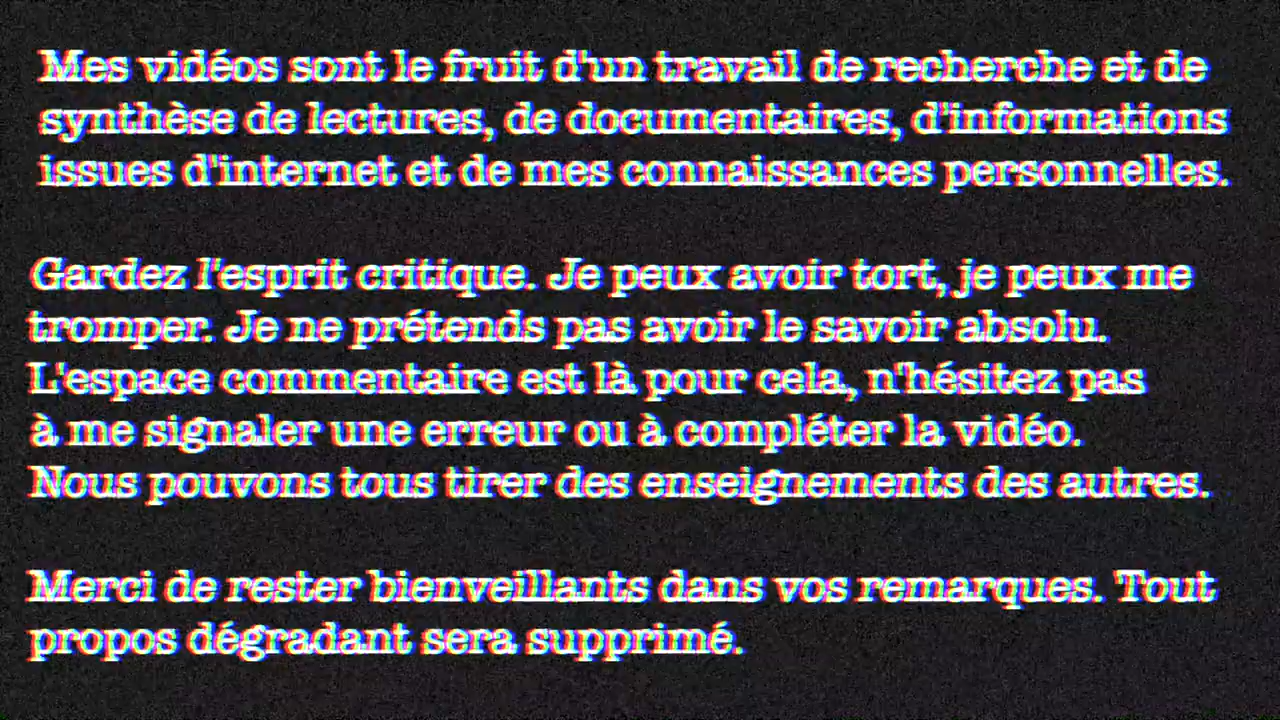 Mes vidéos sont le fruit d'un travail de recherche et de
synthèse de lectures, de documentaires, d'informations
issues d'internet et de mes connaissances personnelles.
Gardez l'esprit critique. Je peux avoir tort, je peux me
tromper. Je ne prétends pas avoir le savoir absolu.
L'espace commentaire est là pour cela, n'hésitez pas
à me signaler une erreur ou à compléter la vidéo.
Nous pouvons tous tirer des enseignements des autres.
Merci de rester bienveillants dans vos remarques. Tout
propos dégradant sera supprimé.